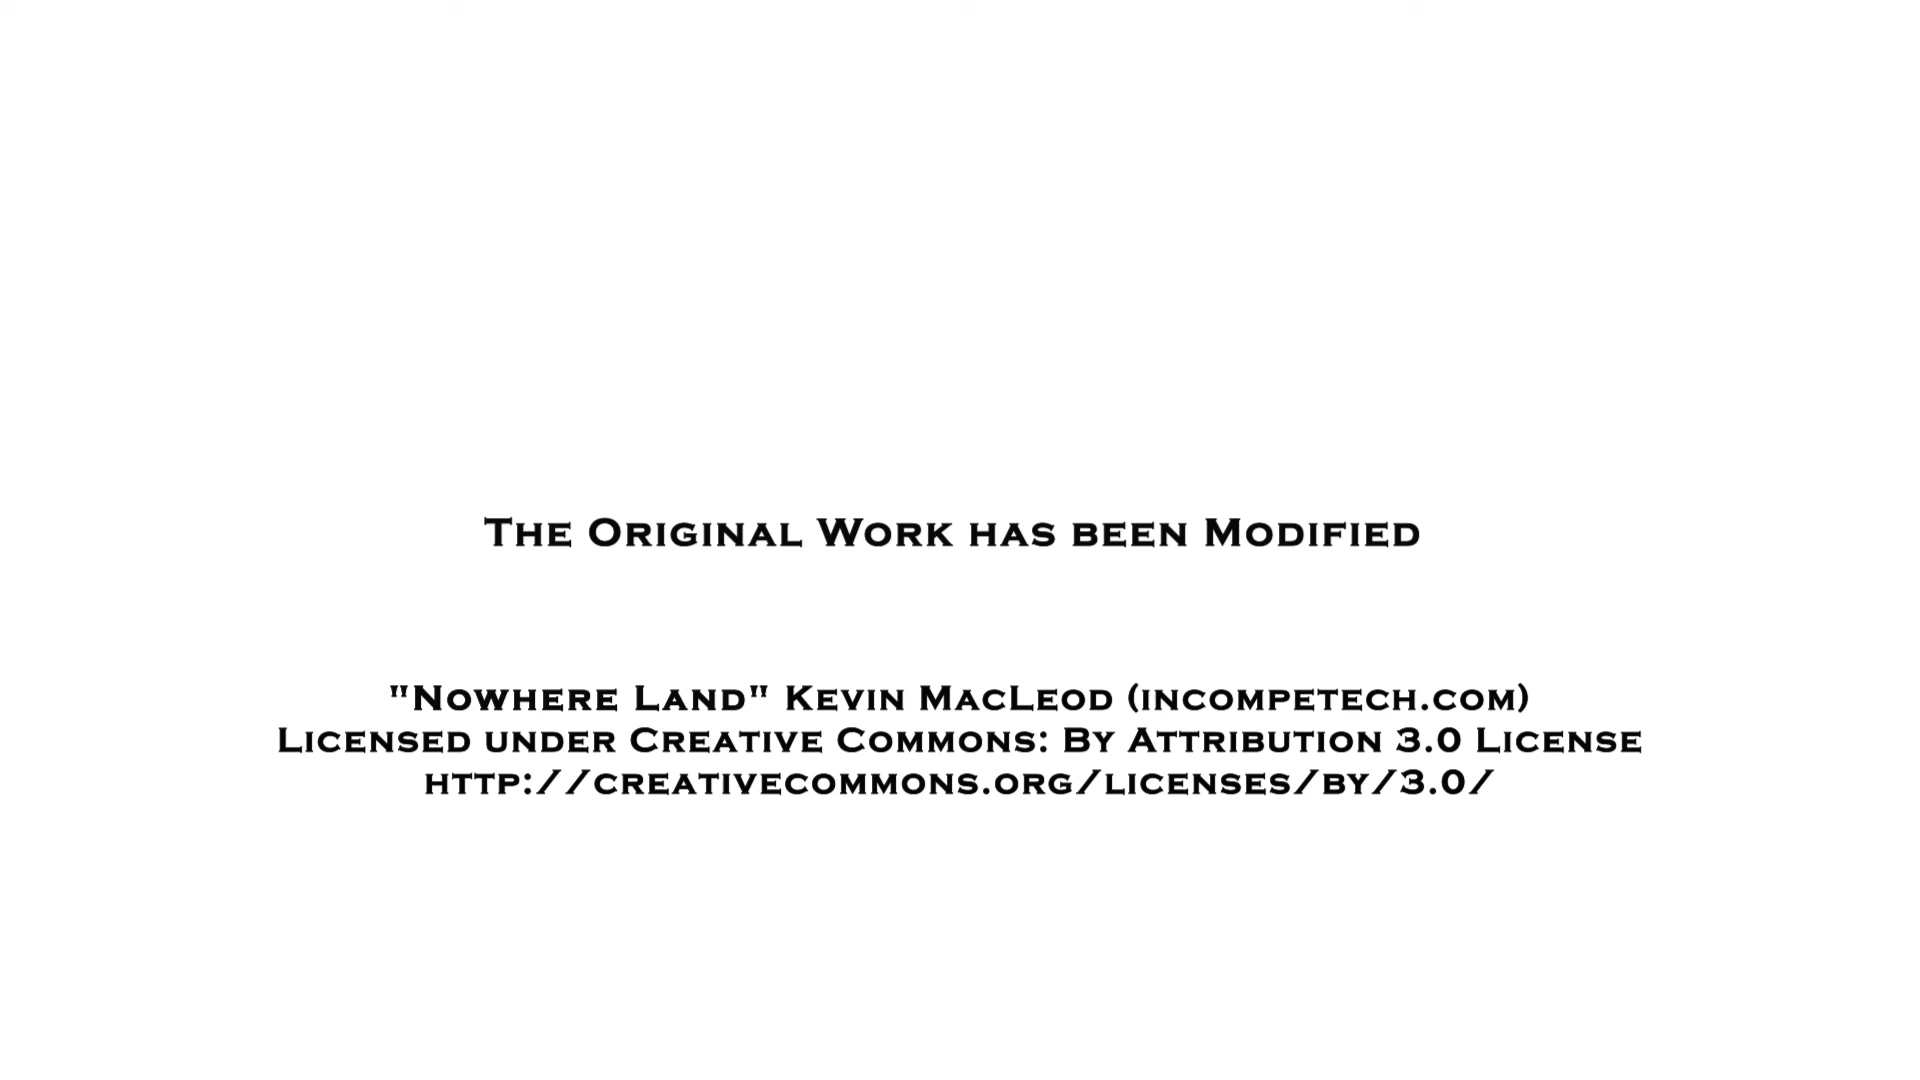 The Original Work has been Modified
"Nowhere Land" Kevin MacLeod (incompetech.com)
Licensed under Creative Commons: By Attribution 3.0 License
http://creativecommons.org/licenses/by/3.0/